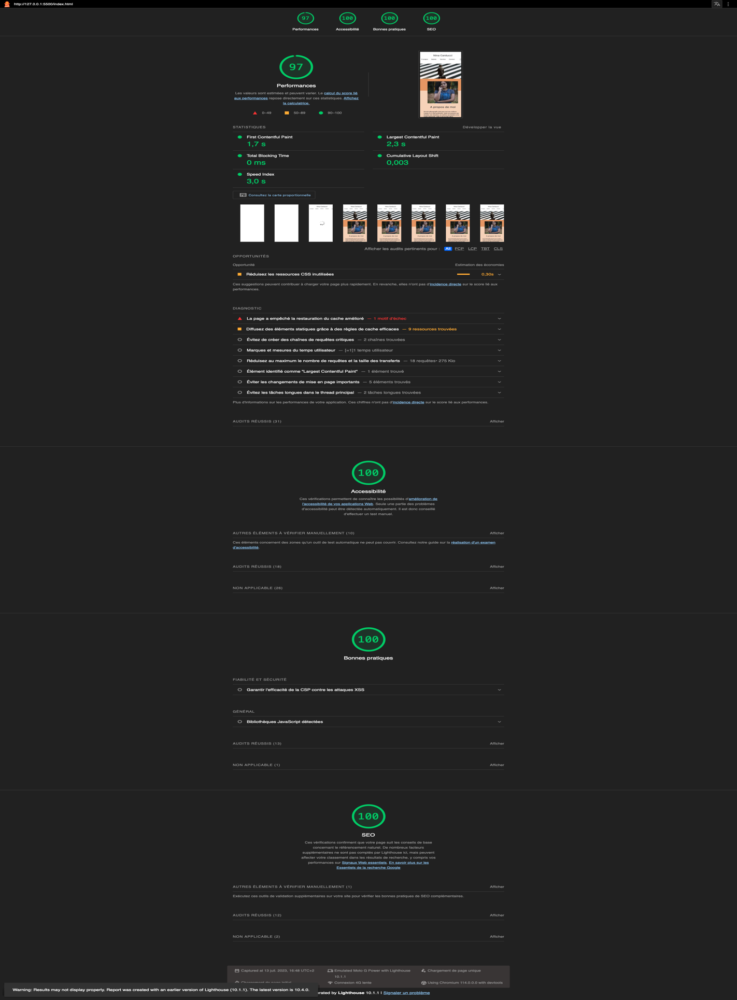 http://127.0.0.1:5500/index.html
97
100
100
100
Performances
Accessibilité
Bonnes pratiques
SEO
97
Performances
Les valeurs sont estimées et peuvent varier. Le calcul du score lié
aux performances repose directement sur ces statistiques. Affichez
la calculatrice.
0–49
50–89
90–100
Nina Carducci
A propos de moi
STATISTIQUES
Développer la vue
First Contentful Paint
1,7 s
Largest Contentful Paint
2,3 s
Total Blocking Time
0 ms
Cumulative Layout Shift
0,003
Speed Index
3,0 s
Consultez la carte proportionnelle
Afficher les audits pertinents pour : All FCP LCP TBT CLS
OPPORTUNITÉS
Opportunité
Estimation des économies
Réduisez les ressources CSS inutilisées
0,30s
Ces suggestions peuvent contribuer à charger votre page plus rapidement. En revanche, elles n'ont pas d'incidence directe sur le score lié aux
performances.
DIAGNOSTIC
La page a empêché la restauration du cache amélioré — 1 motif d'échec
Diffusez des éléments statiques grâce à des règles de cache efficaces — 9 ressources trouvées
Évitez de créer des chaînes de requêtes critiques — 2 chaînes trouvées
Marques et mesures du temps utilisateur — [=1]1 temps utilisateur
Réduisez au maximum le nombre de requêtes et la taille des transferts — 18 requêtes• 275 Kio
Élément identifié comme "Largest Contentful Paint" — 1 élément trouvé
Éviter les changements de mise en page importants — 5 éléments trouvés
Évitez les tâches longues dans le thread principal — 2 tâches longues trouvées
Plus d'informations sur les performances de votre application. Ces chiffres n'ont pas d'incidence directe sur le score lié aux performances.
AUDITS RÉUSSIS (31)
Afficher
100
Accessibilité
Ces vérifications permettent de connaître les possibilités d'amélioration de
l'accessibilité de vos applications Web. Seule une partie des problèmes
d'accessibilité peut être détectée automatiquement. Il est donc conseillé
d'effectuer un test manuel.
AUTRES ÉLÉMENTS À VÉRIFIER MANUELLEMENT (10)
Afficher
Ces éléments concernent des zones qu'un outil de test automatique ne peut pas couvrir. Consultez notre guide sur la réalisation d'un examen
d'accessibilité.
AUDITS RÉUSSIS (18)
Afficher
NON APPLICABLE (26)
Afficher
100
Bonnes pratiques
FIABILITÉ ET SÉCURITÉ
Garantir l'efficacité de la CSP contre les attaques XSS
GÉNÉRAL
Bibliothèques JavaScript détectées
AUDITS RÉUSSIS (13)
Afficher
NON APPLICABLE (1)
Afficher
100
SEO
Ces vérifications confirment que votre page suit les conseils de base
concernant le référencement naturel. De nombreux facteurs
supplémentaires ne sont pas comptés par Lighthouse ici, mais peuvent
affecter votre classement dans les résultats de recherche, y compris vos
performances sur Signaux Web essentiels. En savoir plus sur les
Essentiels de la recherche Google
AUTRES ÉLÉMENTS À VÉRIFIER MANUELLEMENT (1)
Afficher
Exécutez ces outils de validation supplémentaires sur votre site pour vérifier les bonnes pratiques de SEO complémentaires.
AUDITS RÉUSSIS (12)
Afficher
NON APPLICABLE (2)
Afficher
Captured at 13 juil. 2023, 16:48 UTC+2
Emulated Moto G Power with Lighthouse
10.1.1
Chargement de page unique
Chargement de page initial
Connexion 4G lente
Using Chromium 114.0.0.0 with devtools
Warning: Results may not display properly. Report was created with an earlier version of Lighthouse (10.1.1). The latest version is 10.4.0.
rated by Lighthouse 10.1.1 | Signaler un problème